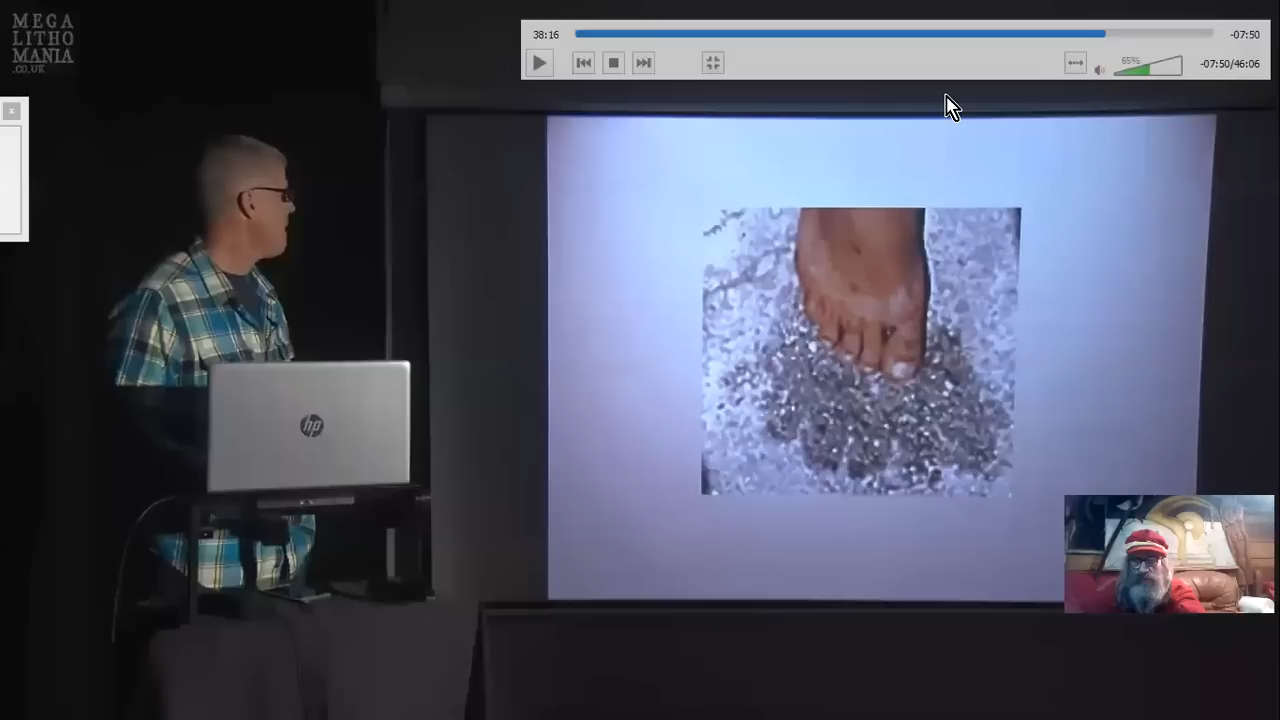 MEGA
LITHO
MANIA
.CO.UK
38:16
-07:50
65%
-07:50/46:06
x
hp